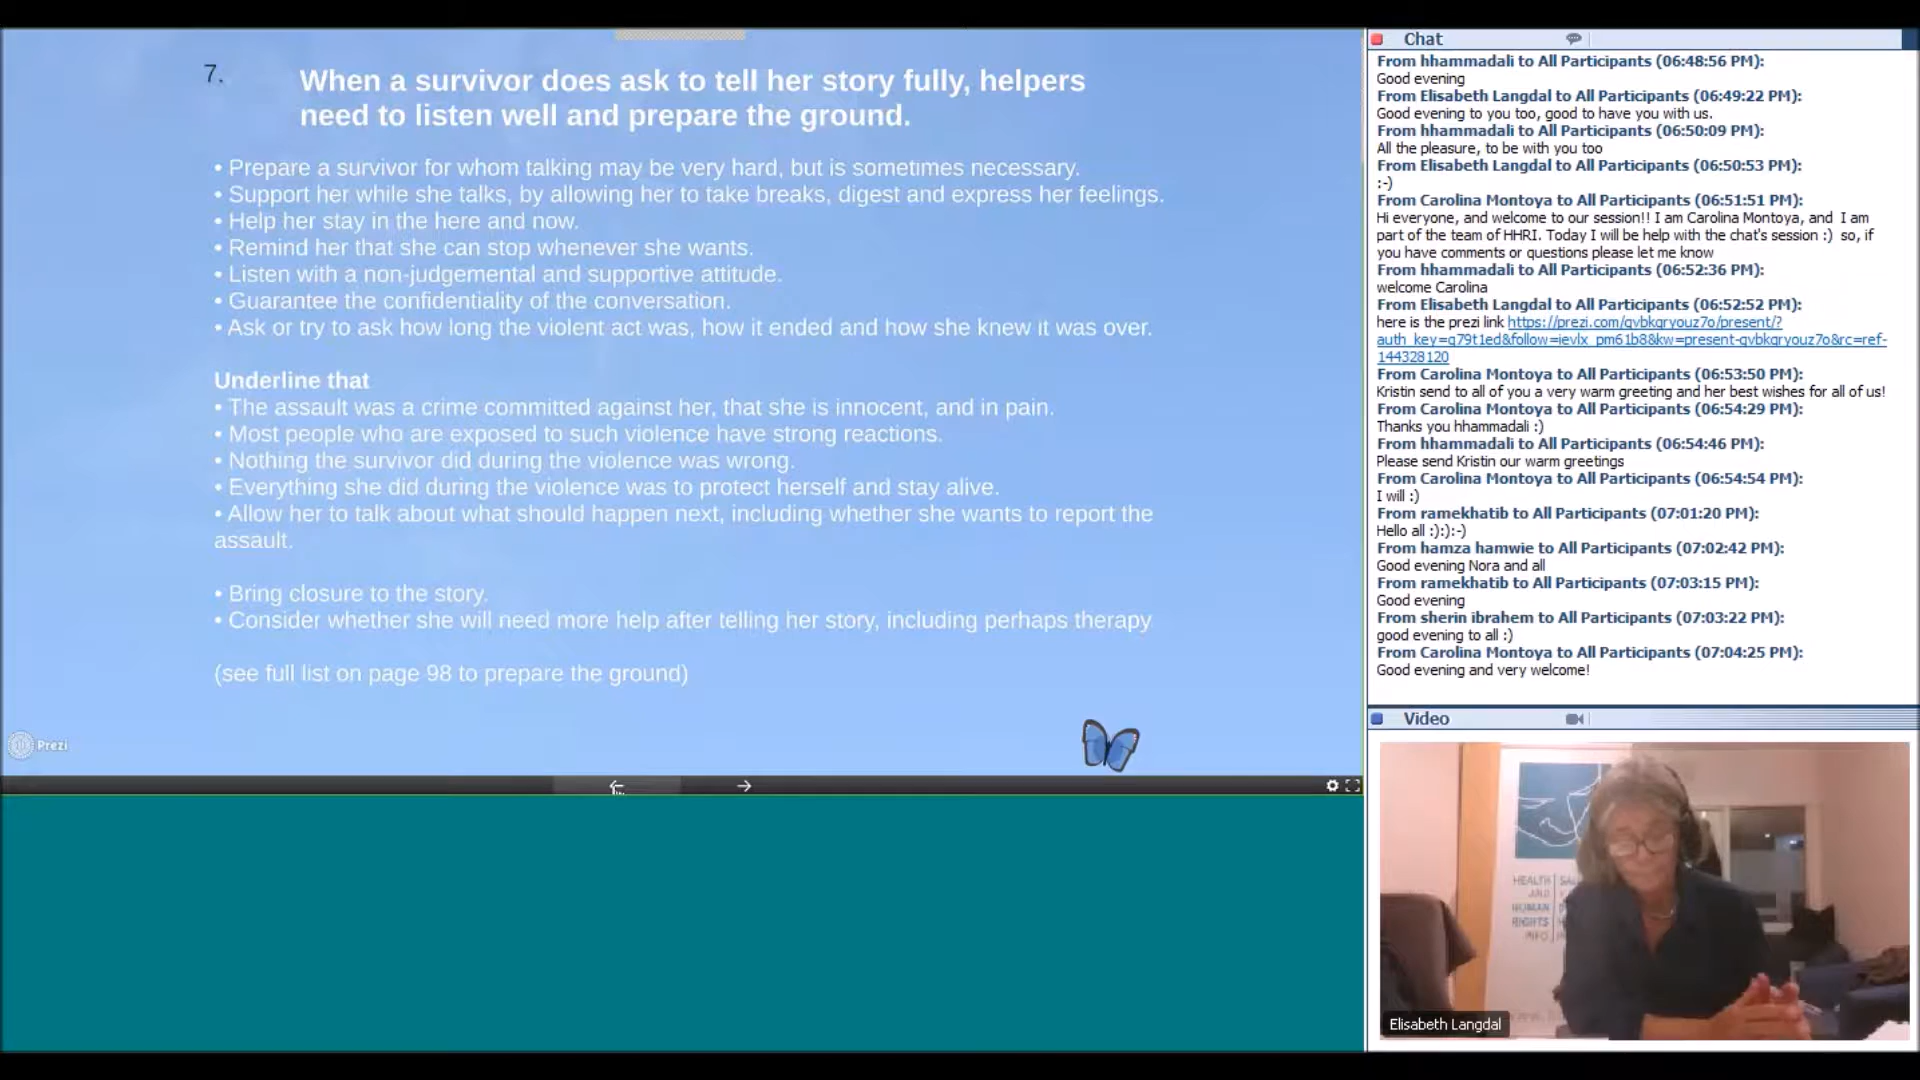 7.
When a survivor does ask to tell her story fully, helpers
need to listen well and prepare the ground.
• Prepare a survivor for whom talking may be very hard, but is sometimes necessary.
• Support her while she talks, by allowing her to take breaks, digest and express her feelings.
• Help her stay in the here and now.
• Remind her that she can stop whenever she wants.
• Listen with a non-judgemental and supportive attitude.
• Guarantee the confidentiality of the conversation.
• Ask or try to ask how long the violent act was, how it ended and how she knew it was over.
Underline that
• The assault was a crime committed against her, that she is innocent, and in pain.
• Most people who are exposed to such violence have strong reactions.
• Nothing the survivor did during the violence was wrong.
• Everything she did during the violence was to protect herself and stay alive.
• Allow her to talk about what should happen next, including whether she wants to report the
assault.
• Bring closure to the story.
• Consider whether she will need more help after telling her story, including perhaps therapy
(see full list on page 98 to prepare the ground)
Prezi
Chat
From hhammadali to All Participants (06:48:56 PM):
Good evening
From Elisabeth Langdal to All Participants (06:49:22 PM):
Good evening to you too, good to have you with us.
From hhammadali to All Participants (06:50:09 PM):
All the pleasure, to be with you too
From Elisabeth Langdal to All Participants (06:50:53 PM):
:-)
From Carolina Montoya to All Participants (06:51:51 PM):
Hi everyone, and welcome to our session!! I am Carolina Montoya, and I am
part of the team of HHRI. Today I will be help with the chat's session :) so, if
you have comments or questions please let me know
From hhammadali to All Participants (06:52:36 PM):
welcome Carolina
From Elisabeth Langdal to All Participants (06:52:52 PM):
here is the prezi link https://prezi.com/gvbkgryouz7o/present/?
auth_key=q79t1ed&follow=ievlx_pm61b8&kw=present-gvbkgryouz7o&rc=ref-
144328120
From Carolina Montoya to All Participants (06:53:50 PM):
Kristin send to all of you a very warm greeting and her best wishes for all of us!
From Carolina Montoya to All Participants (06:54:29 PM):
Thanks you hhammadali :)
From hhammadali to All Participants (06:54:46 PM):
Please send Kristin our warm greetings
From Carolina Montoya to All Participants (06:54:54 PM):
I will :)
From ramekhatib to All Participants (07:01:20 PM):
Hello all :):):-)
From hamza hamwie to All Participants (07:02:42 PM):
Good evening Nora and all
From ramekhatib to All Participants (07:03:15 PM):
Good evening
From sherin ibrahem to All Participants (07:03:22 PM):
good evening to all :)
From Carolina Montoya to All Participants (07:04:25 PM):
Good evening and very welcome!
Video
HEALTH
AND
HUMAN
RIGHTS
INFO
Elisabeth Langdal